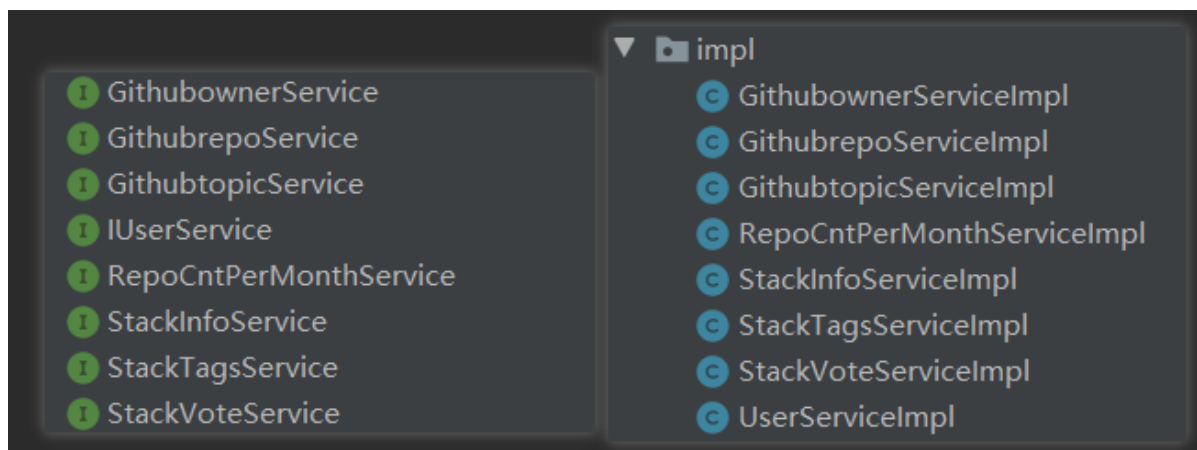 GithubownerService
GithubrepoService
GithubtopicService
IUserService
RepoCntPerMonthService
StackInfoService
StackTagsService
StackVoteService
impl
GithubownerServiceImpl
GithubrepoServiceImpl
GithubtopicServiceImpl
RepoCntPerMonthServiceImpl
StackInfoServiceImpl
StackTagsServiceImpl
StackVoteServiceImpl
UserServiceImpl